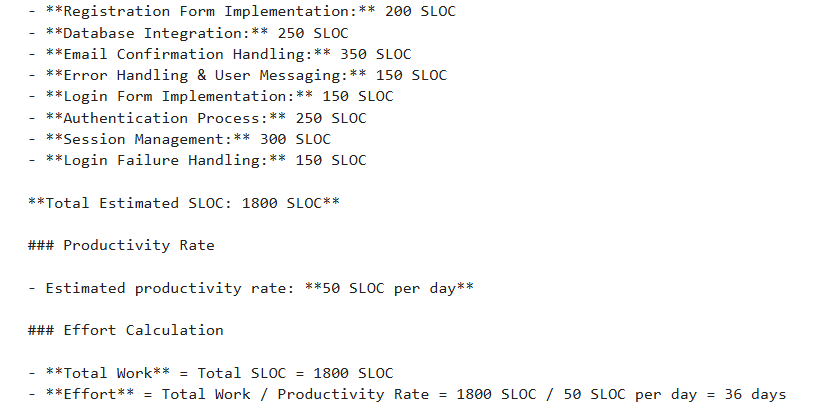 - **Registration Form Implementation:** 200 SLOC
- **Database Integration:** 250 SLOC
- **Email Confirmation Handling:** 350 SLOC
- **Error Handling & User Messaging:** 150 SLOC
- **Login Form Implementation:** 150 SLOC
- **Authentication Process:** 250 SLOC
- **Session Management:** 300 SLOC
- **Login Failure Handling:** 150 SLOC
**Total Estimated SLOC: 1800 SLOC**
### Productivity Rate
- Estimated productivity rate: **50 SLOC per day**
### Effort Calculation
- **Total Work** = Total SLOC = 1800 SLOC
- **Effort** = Total Work / Productivity Rate = 1800 SLOC / 50 SLOC per day = 36 days